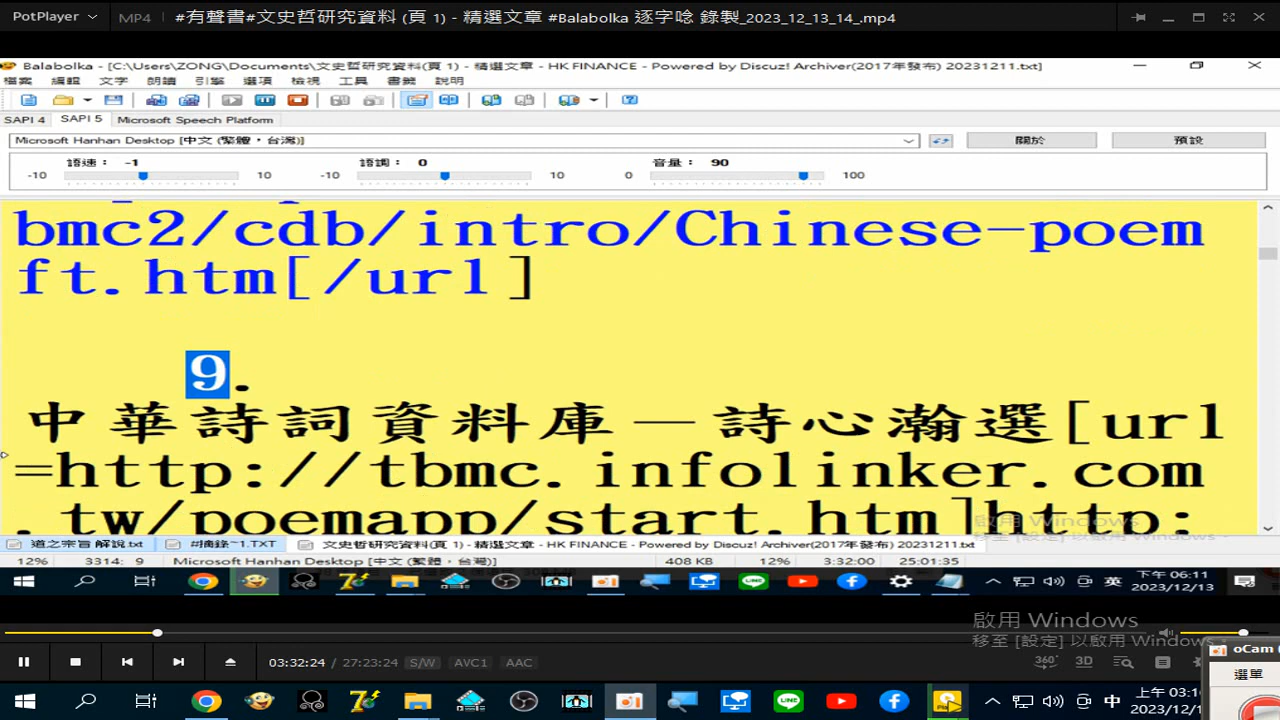 PotPlayer MP4 #有聲書#文史哲研究資料 (頁 1) - 精選文章 #Balabolka 逐字唸 錄製_2023_12_13_14_.mp4
Balabolka - [C:\Users\ZONG\Documents\文史哲研究資料(頁 1) - 精選文章 - HK FINANCE - Powered by Discuz! Archiver(2017年發布) 20231211.txt]
檔案 編輯 文字 朗讀 引擎 選項 檢視 工具 書籤 說明
SAPI 4 SAPI 5 Microsoft Speech Platform
Microsoft Hanhan Desktop [中文 (繁體，台灣)] 關於 預設
語速： -1 語調： 0 音量： 90
-10 10 -10 10 0 100
bmc2/cdb/intro/Chinese-poem
ft.htm[/url]
9.
中華詩詞資料庫－詩心瀚選[url
=http://tbmc.infolinker.com
.tw/poemapp/start.htm]http:
道之宗旨 解說.txt #摘錄~1.TXT 文史哲研究資料(頁 1) - 精選文章 - HK FINANCE - Powered by Discuz! Archiver(2017年發布) 20231211.txt
12% 3314: 9 Microsoft Hanhan Desktop [中文 (繁體，台灣)] 408 KB 12% 3:32:00 25:01:35
英 下午 06:11
2023/12/13
啟用 Windows
移至 [設定] 以啟用 Windows。
03:32:24 / 27:23:24 S/W AVC1 AAC 360° 3D
oCam (
選單
中 上午 03:1
2023/12/1